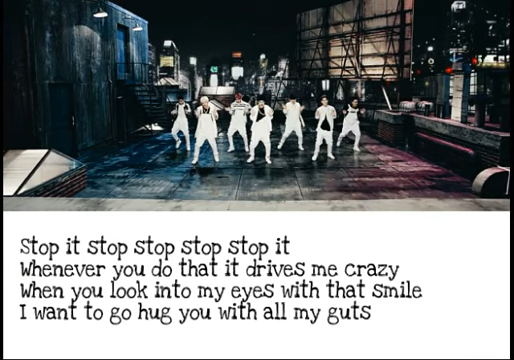 Stop it stop stop stop stop it
Whenever you do that it drives me crazy
When you look into my eyes with that smile
I want to go hug you with all my guts